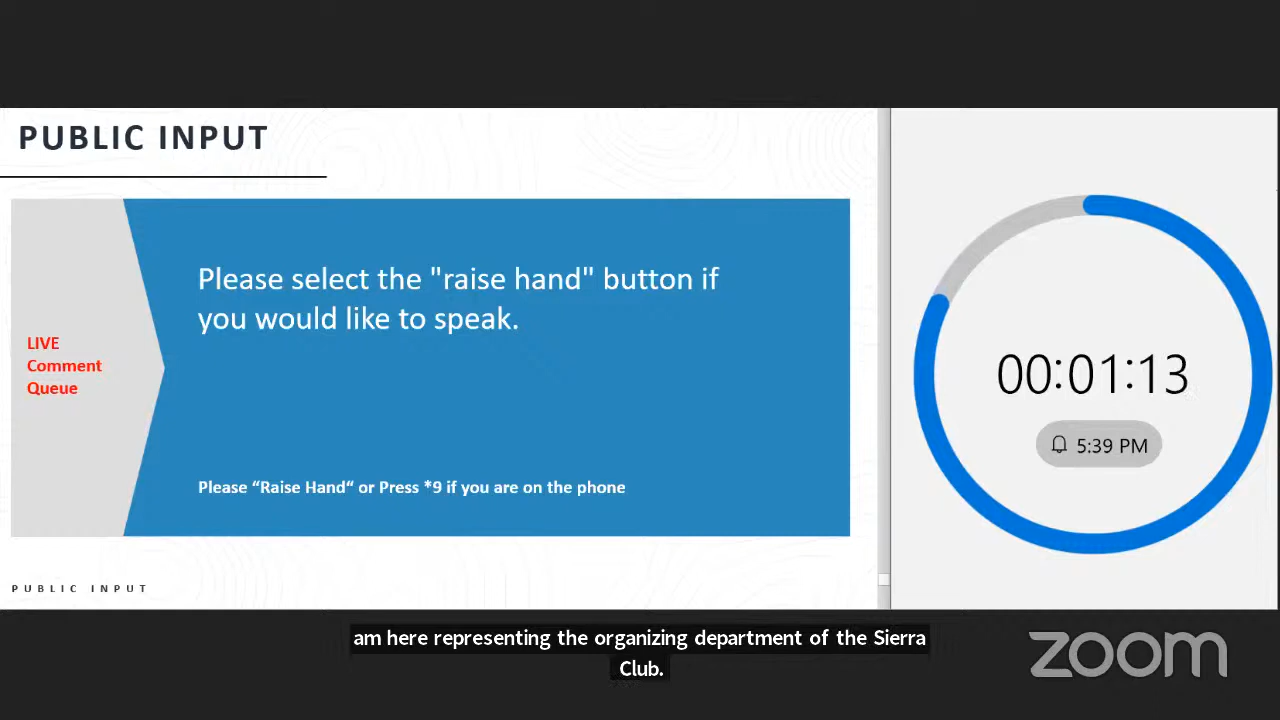 PUBLIC INPUT
Please select the "raise hand" button if
you would like to speak.
LIVE
Comment
Queue
Please “Raise Hand“ or Press *9 if you are on the phone
PUBLIC INPUT
00:01:13
5:39 PM
am here representing the organizing department of the Sierra
Club.
zoom